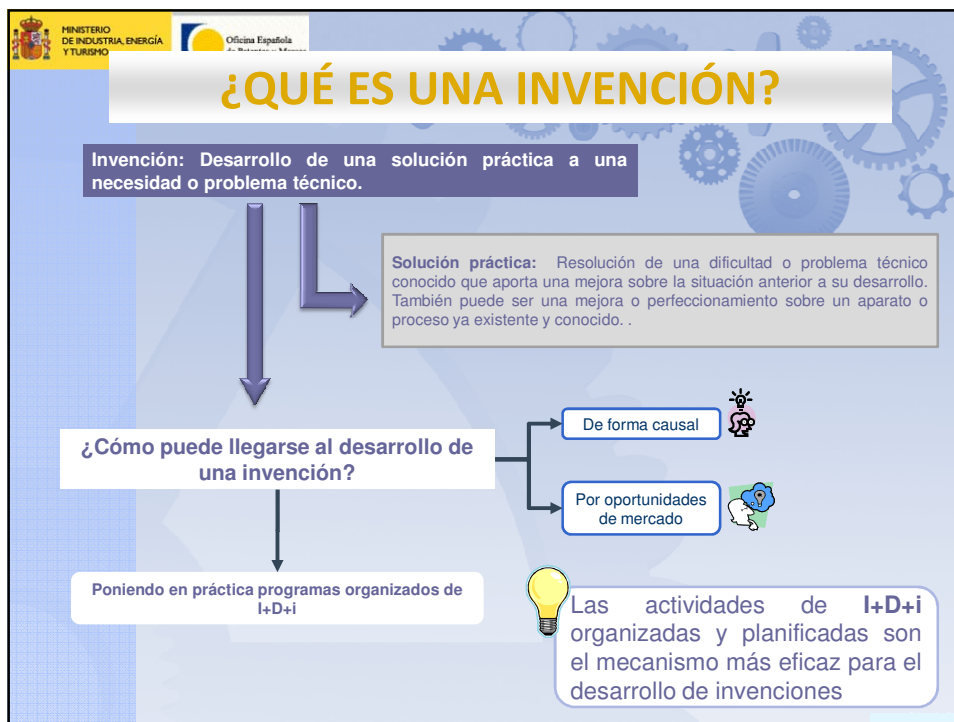 MINISTERIO
DE INDUSTRIA, ENERGÍA
Y TURISMO
Oficina Española
de Patentes y Marcas
¿QUÉ ES UNA INVENCIÓN?
Invención: Desarrollo de una solución práctica a una
necesidad o problema técnico.
Solución práctica: Resolución de una dificultad o problema técnico
conocido que aporta una mejora sobre la situación anterior a su desarrollo.
También puede ser una mejora o perfeccionamiento sobre un aparato o
proceso ya existente y conocido. .
¿Cómo puede llegarse al desarrollo de
una invención?
De forma causal
Por oportunidades
de mercado
Poniendo en práctica programas organizados de
I+D+i
Las actividades de I+D+i
organizadas y planificadas son
el mecanismo más eficaz para el
desarrollo de invenciones